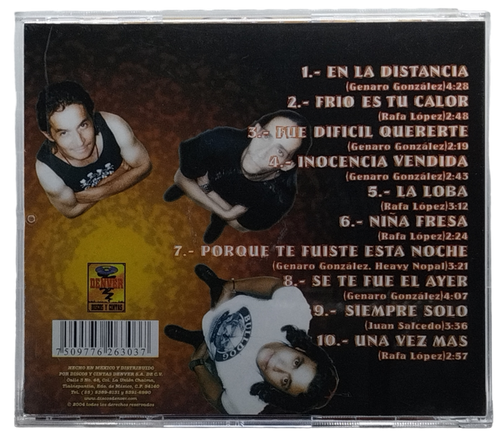 1.- EN LA DISTANCIA
(Genaro González)4:28
2.- FRIO ES TU CALOR
(Rafa López)2:48
3.- FUE DIFICIL QUERERTE
(Genaro González)2:19
4.- INOCENCIA VENDIDA
(Genaro González)2:43
5.- LA LOBA
(Rafa López)3:12
6.- NIÑA FRESA
(Rafa López)2:24
7.- PORQUE TE FUISTE ESTA NOCHE
(Genaro González, Heavy Nopal)3:21
8.- SE TE FUE EL AYER
(Genaro González)4:07
9.- SIEMPRE SOLO
(Juan Salcedo)3:36
10.- UNA VEZ MAS
(Rafa López)2:57
DENVER
DISCOS Y CINTAS
BULLDOG
7 509776 263037
HECHO EN MEXICO Y DISTRIBUIDO
POR DISCOS Y CINTAS DENVER S.A. DE C.V.